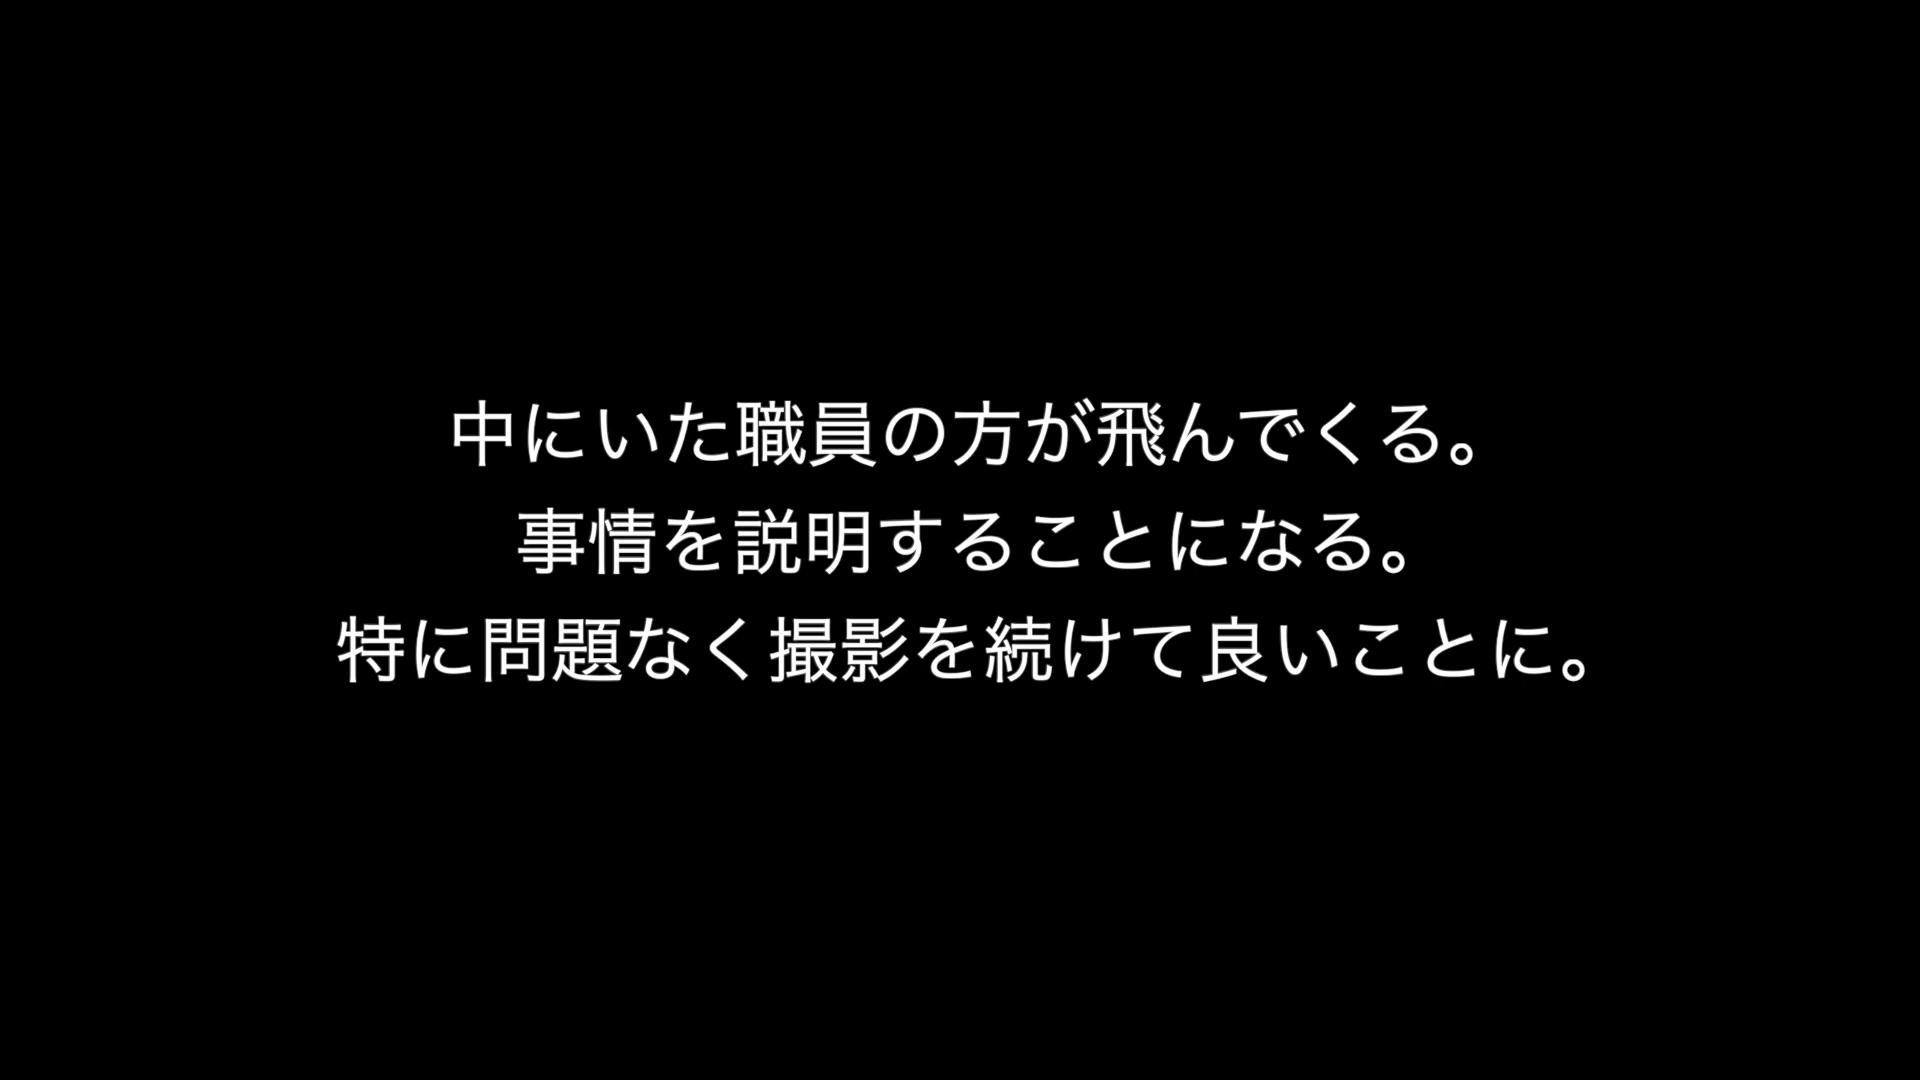 中にいた職員の方が飛んでくる。
事情を説明することになる。
特に問題なく撮影を続けて良いことに。